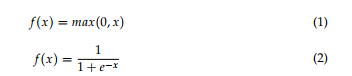 f(x) = max(0, x) (1)
f(x) = 1 / (1 + e^{-x}) (2)